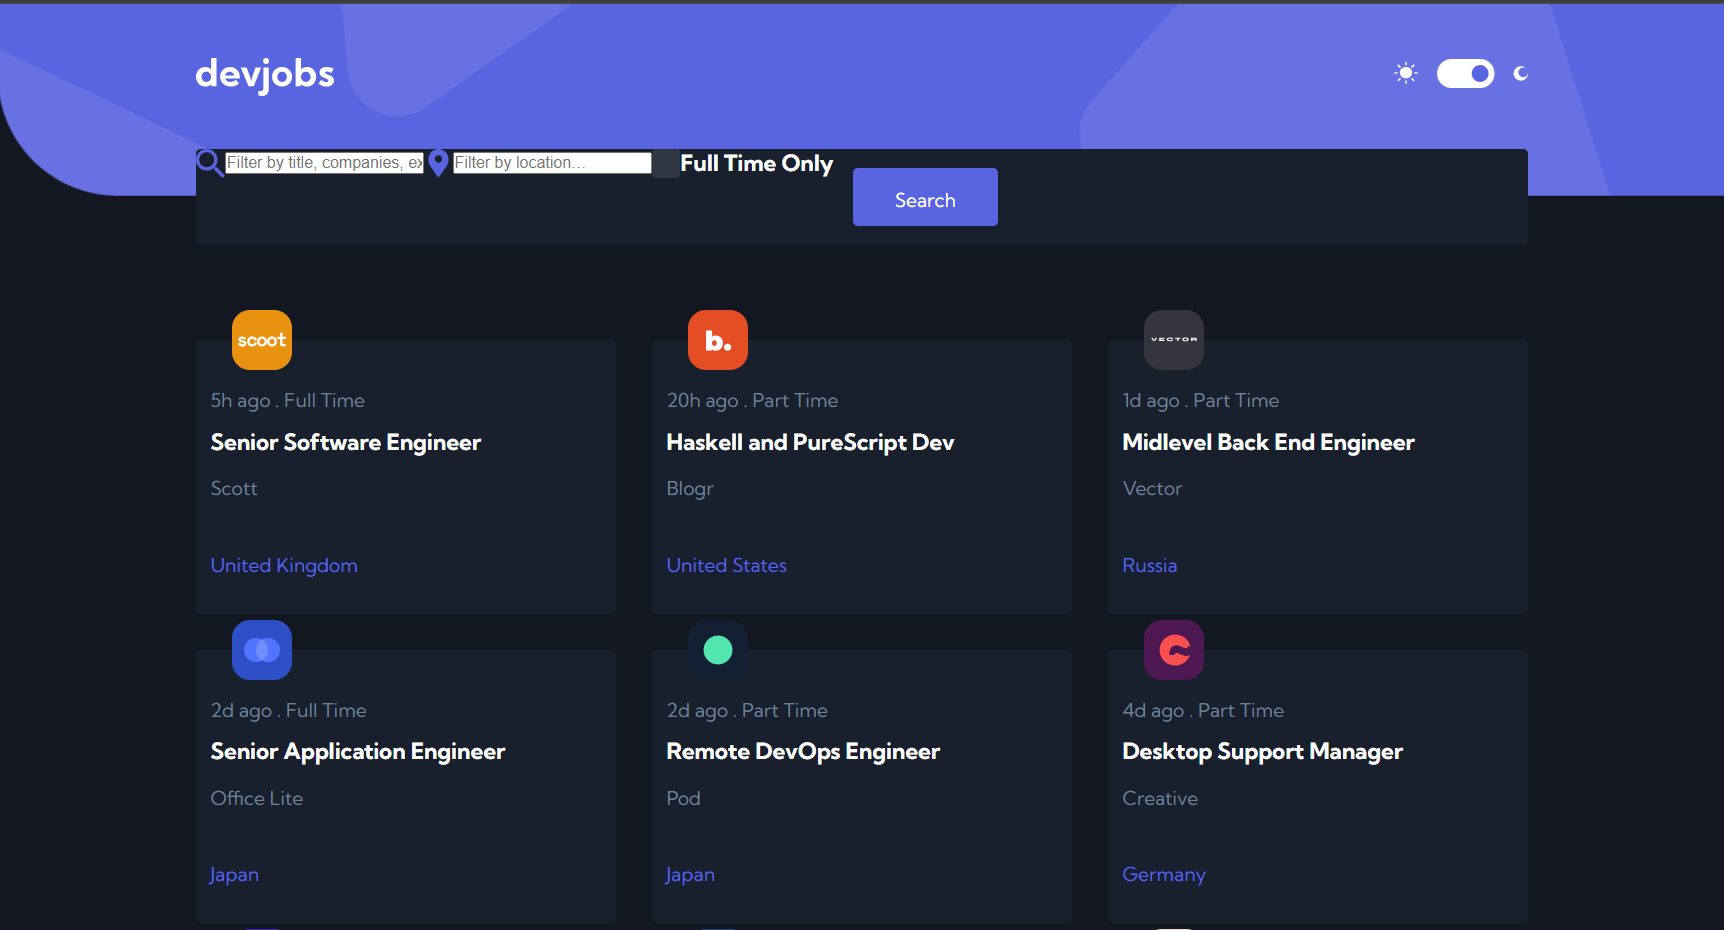 devjobs
Filter by title, companies, ex
Filter by location...
Full Time Only
Search
scoot
b.
VECTOR
5h ago . Full Time
20h ago . Part Time
1d ago . Part Time
Senior Software Engineer
Haskell and PureScript Dev
Midlevel Back End Engineer
Scott
Blogr
Vector
United Kingdom
United States
Russia
2d ago . Full Time
2d ago . Part Time
4d ago . Part Time
Senior Application Engineer
Remote DevOps Engineer
Desktop Support Manager
Office Lite
Pod
Creative
Japan
Japan
Germany